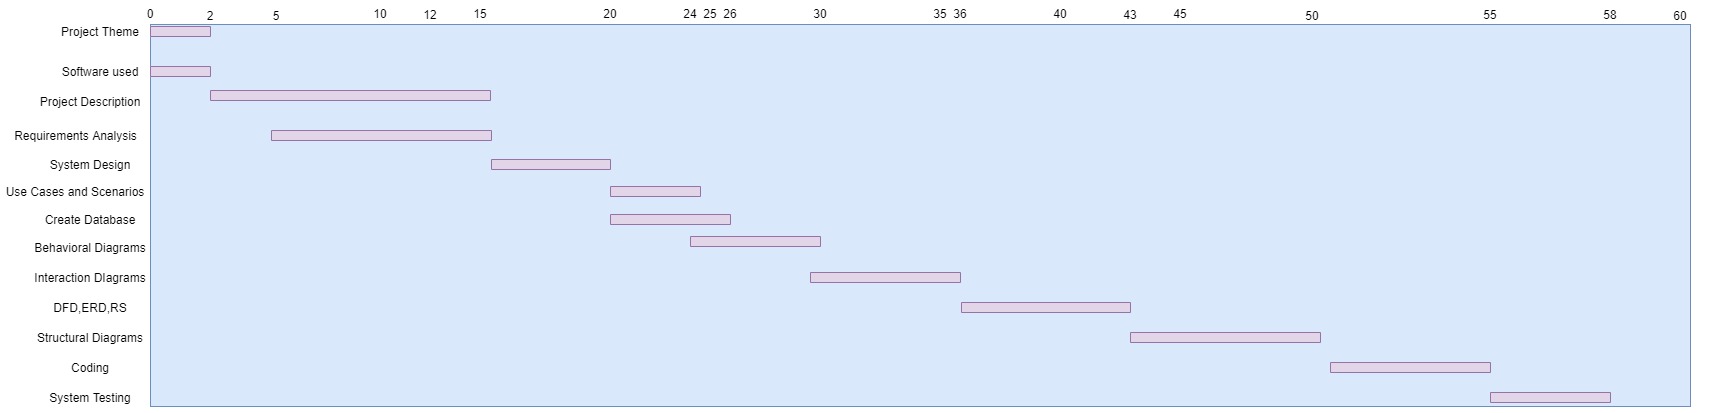 0 2 5 10 12 15 20 24 25 26 30 35 36 40 43 45 50 55 58 60
Project Theme
Software used
Project Description
Requirements Analysis
System Design
Use Cases and Scenarios
Create Database
Behavioral Diagrams
Interaction DIagrams
DFD,ERD,RS
Structural Diagrams
Coding
System Testing